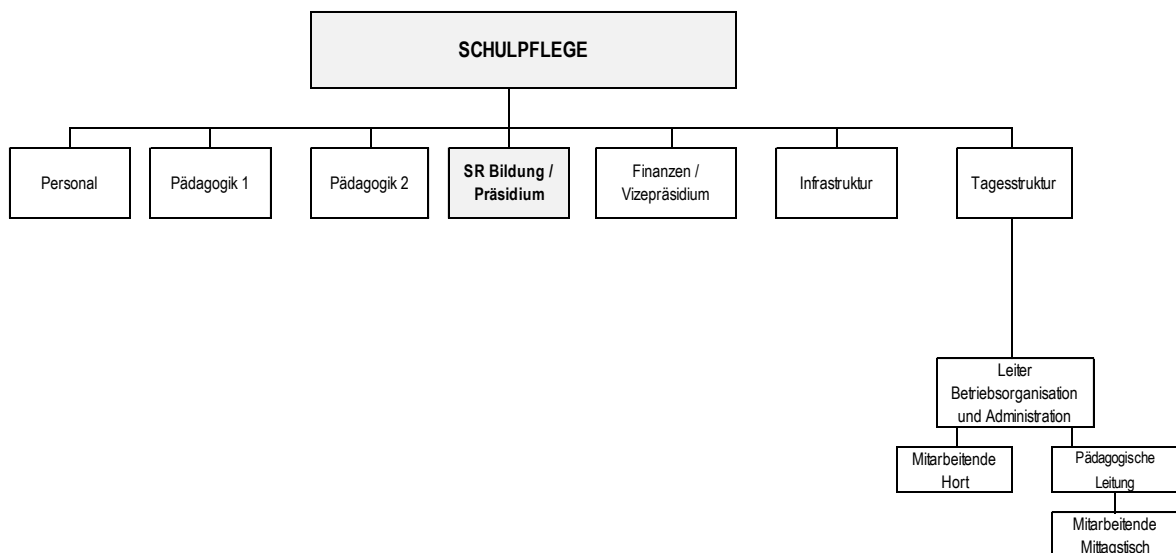 SCHULPFLEGE
Personal
Pädagogik 1
Pädagogik 2
SR Bildung /
Präsidium
Finanzen /
Vizepräsidium
Infrastruktur
Tagesstruktur
Leiter
Betriebsorganisation
und Administration
Mitarbeitende
Hort
Pädagogische
Leitung
Mitarbeitende
Mittagstisch